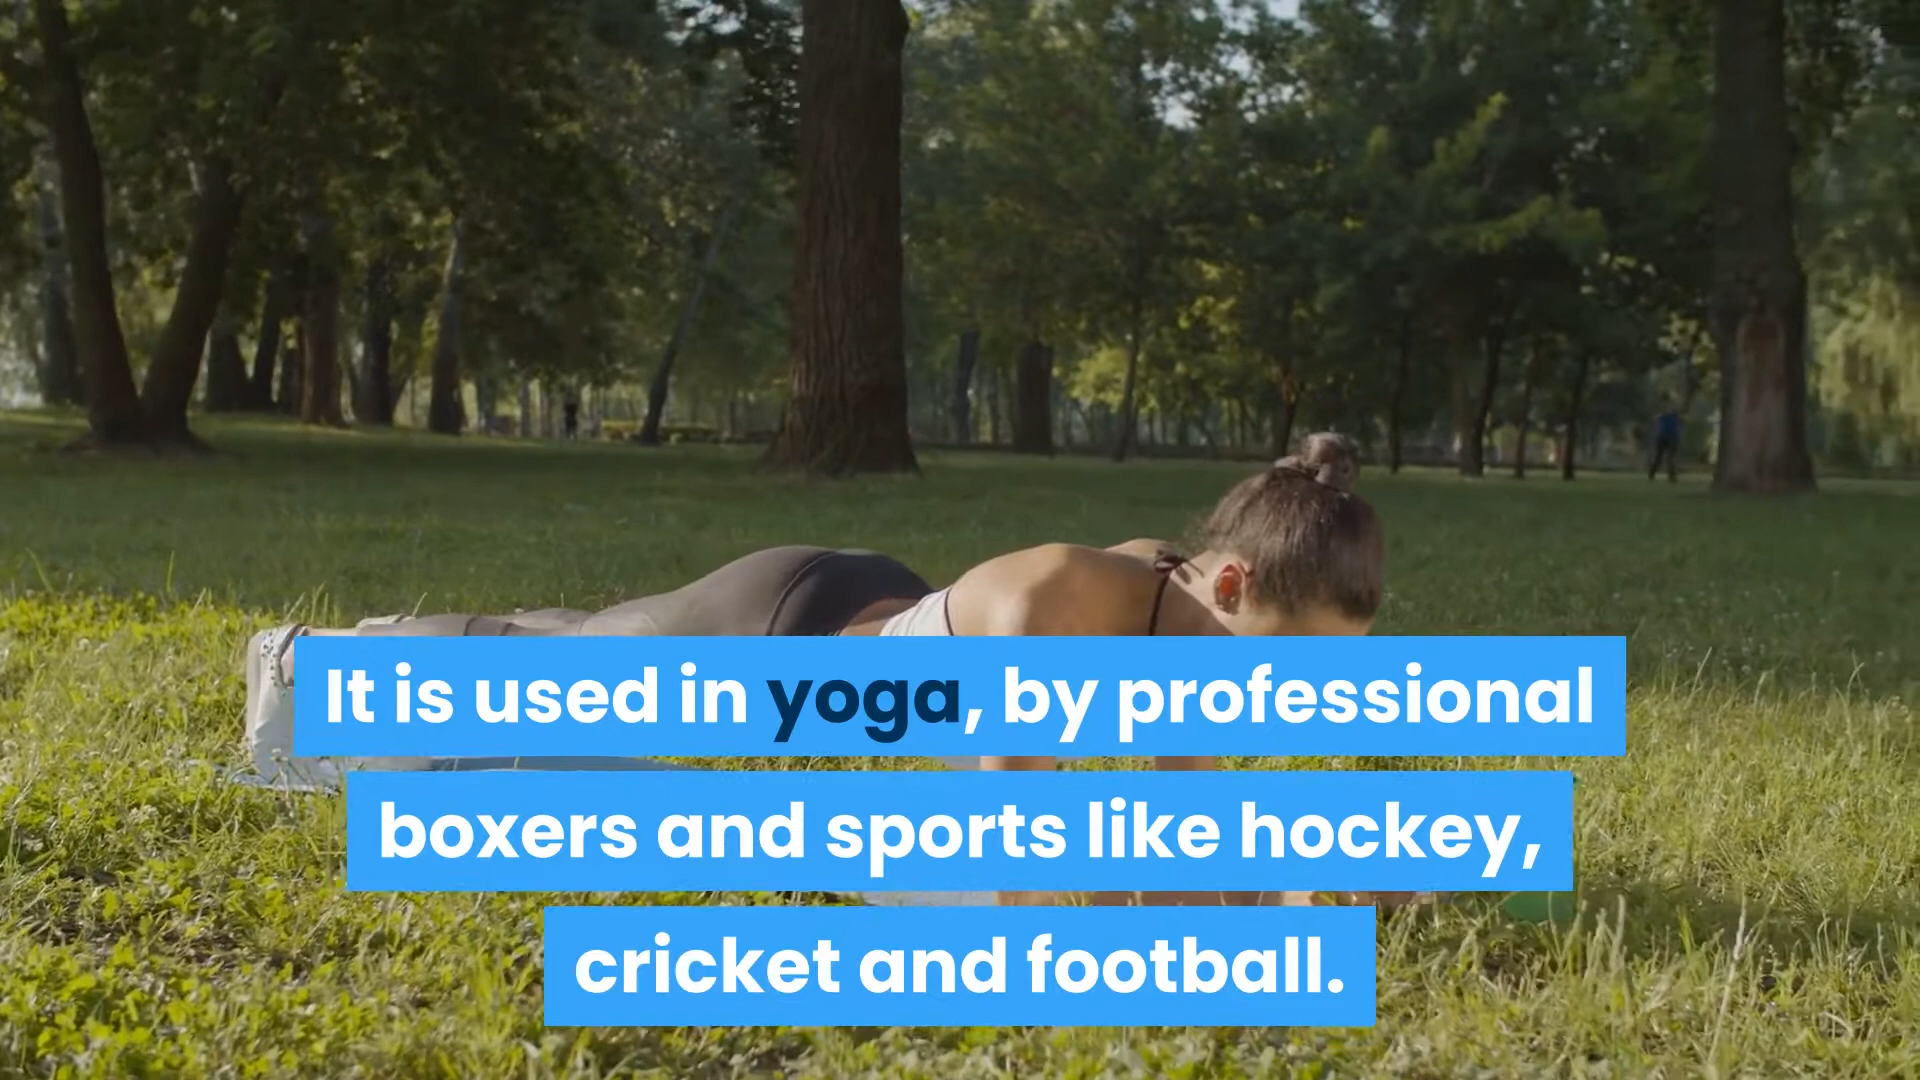 It is used in yoga, by professional
boxers and sports like hockey,
cricket and football.